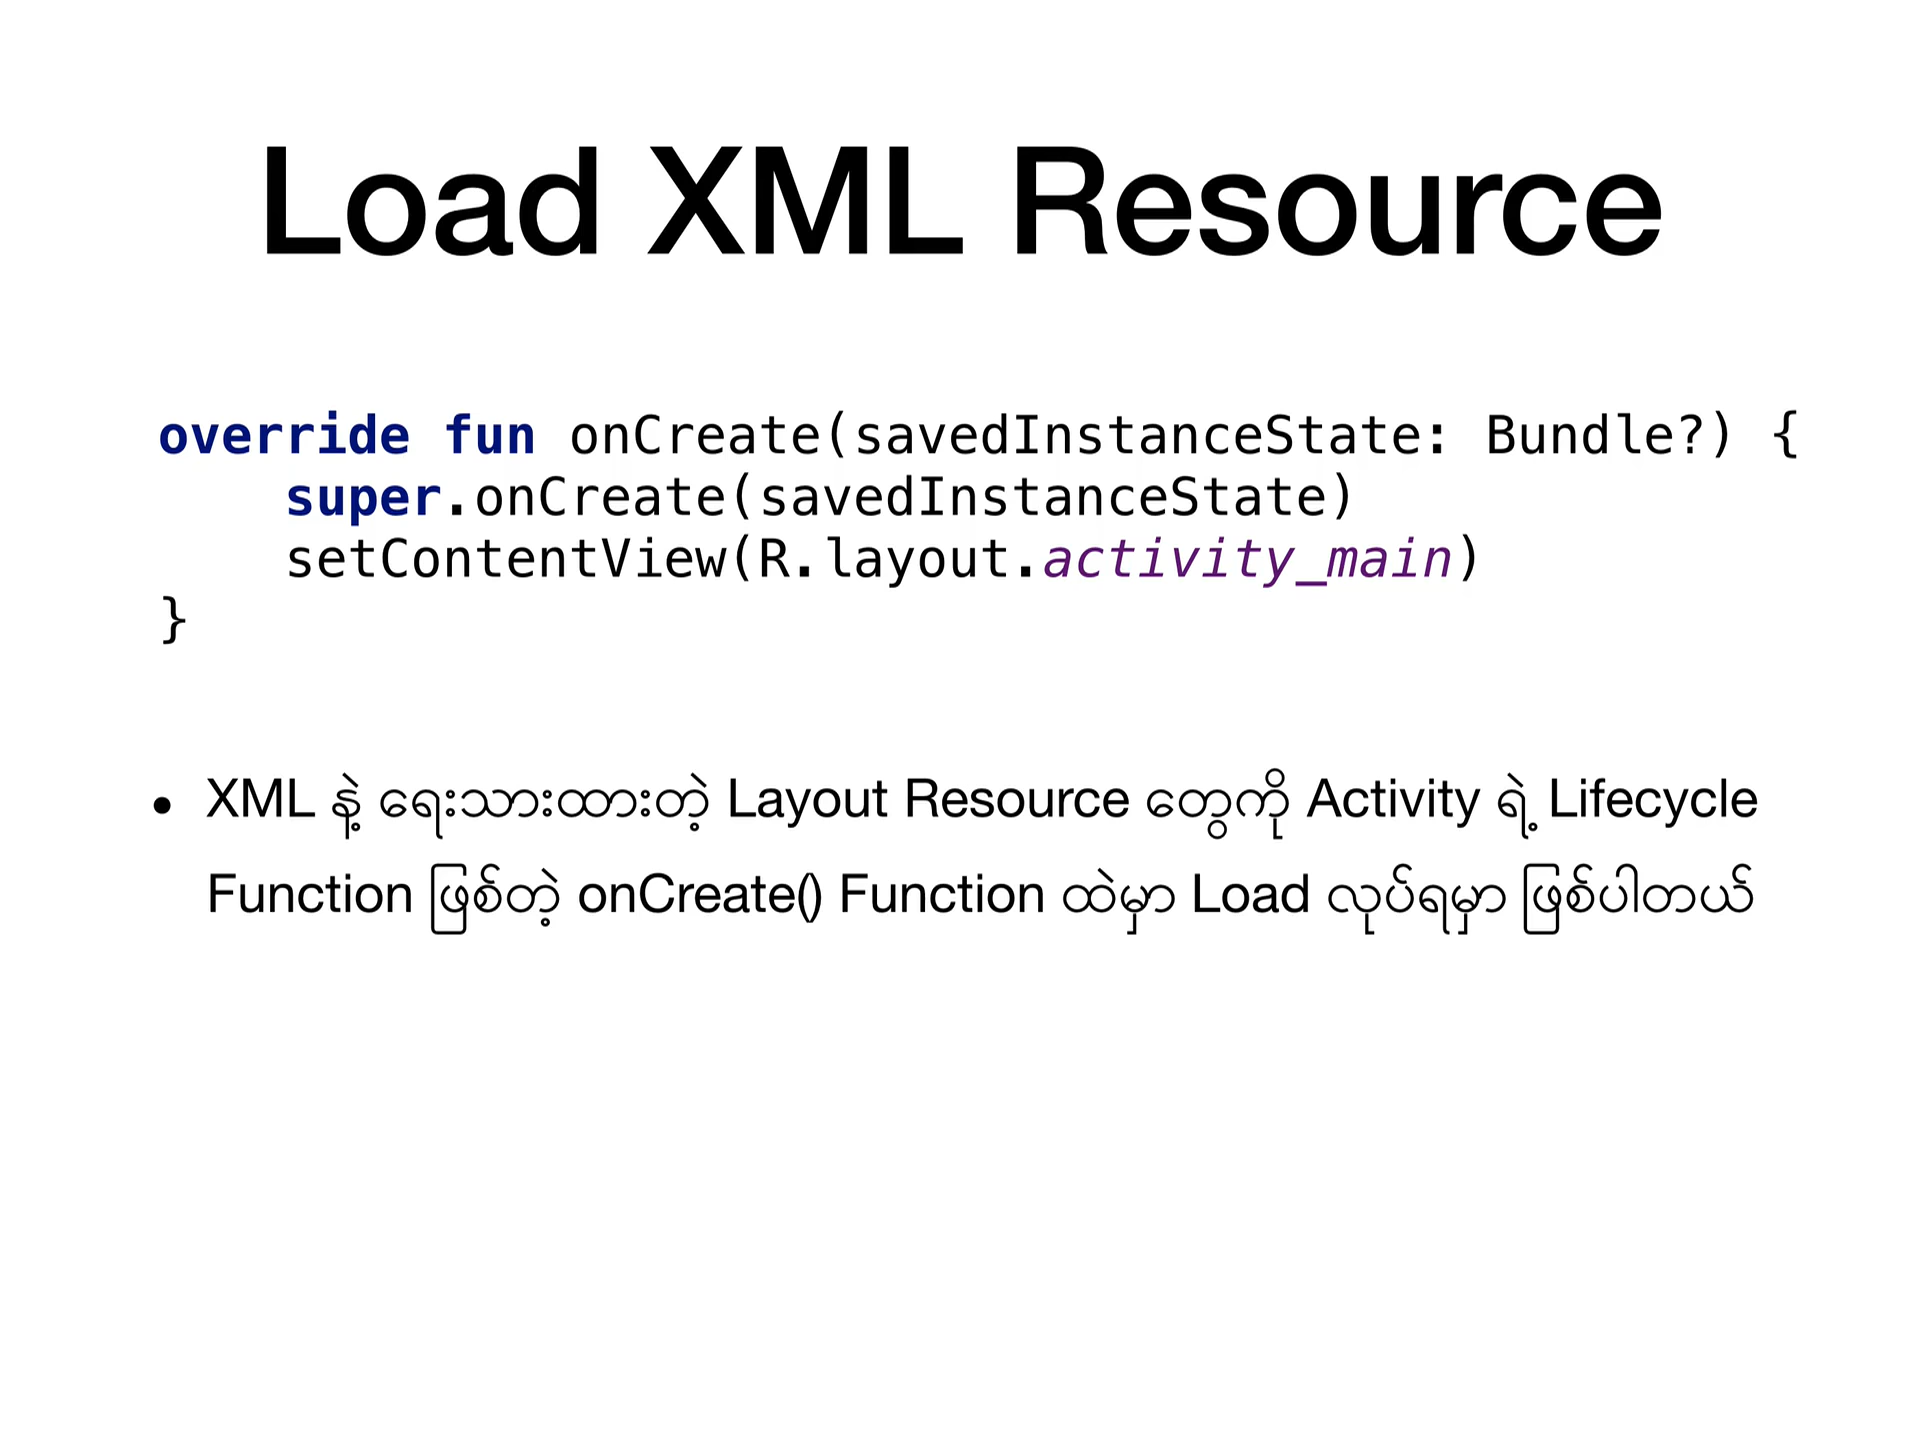 Load XML Resource
override fun onCreate(savedInstanceState: Bundle?) {
    super.onCreate(savedInstanceState)
    setContentView(R.layout.activity_main)
}
• XML နဲ့ ရေးသားထားတဲ့ Layout Resource တွေကို Activity ရဲ့ Lifecycle
Function ဖြစ်တဲ့ onCreate() Function ထဲမှာ Load လုပ်ရမှာ ဖြစ်ပါတယ်